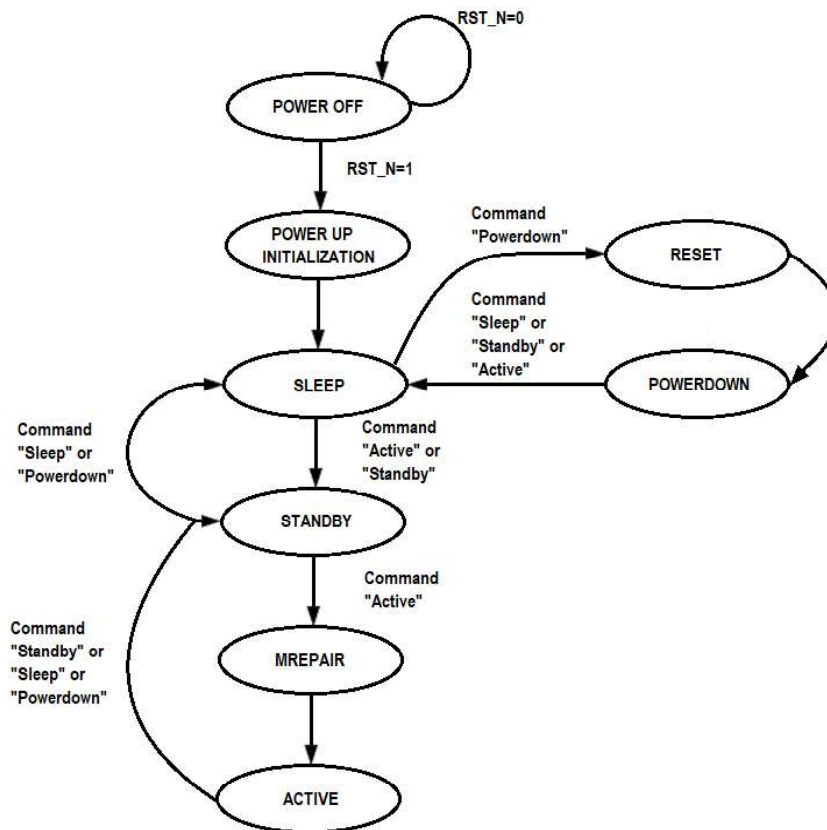 RST_N=0
POWER OFF
RST_N=1
POWER UP
INITIALIZATION
Command
"Powerdown"
RESET
Command
"Sleep" or
"Standby" or
"Active"
SLEEP
POWERDOWN
Command
"Sleep" or
"Powerdown"
Command
"Active" or
"Standby"
STANDBY
Command
"Active"
Command
"Standby" or
"Sleep" or
"Powerdown"
MREPAIR
ACTIVE